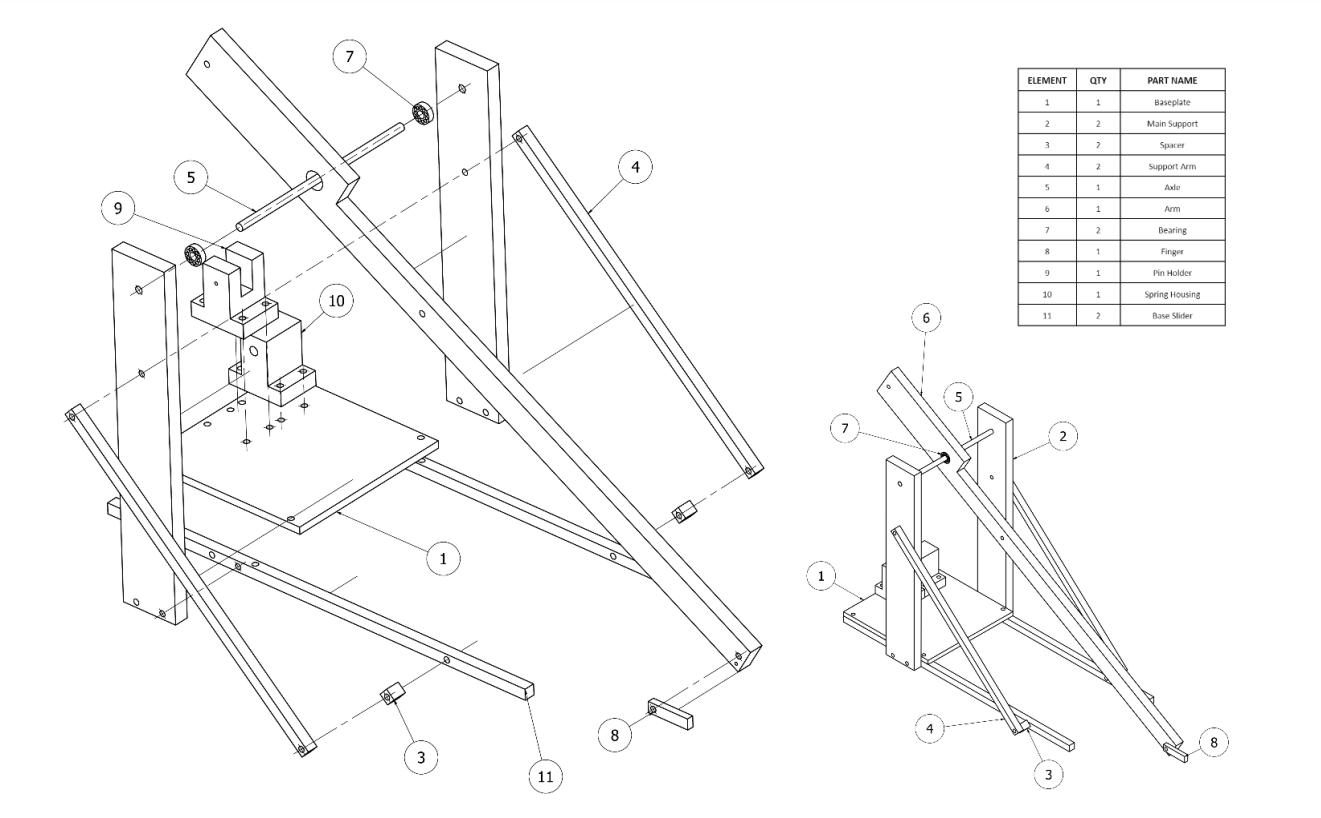 7
5
4
9
10
1
3
8
11
ELEMENT QTY PART NAME
1 1 Baseplate
2 2 Main Support
3 2 Spacer
4 2 Support Arm
5 1 Axle
6 1 Arm
7 2 Bearing
8 1 Finger
9 1 Pin Holder
10 1 Spring Housing
11 2 Base Slider
6
5
7
2
1
4
8
3